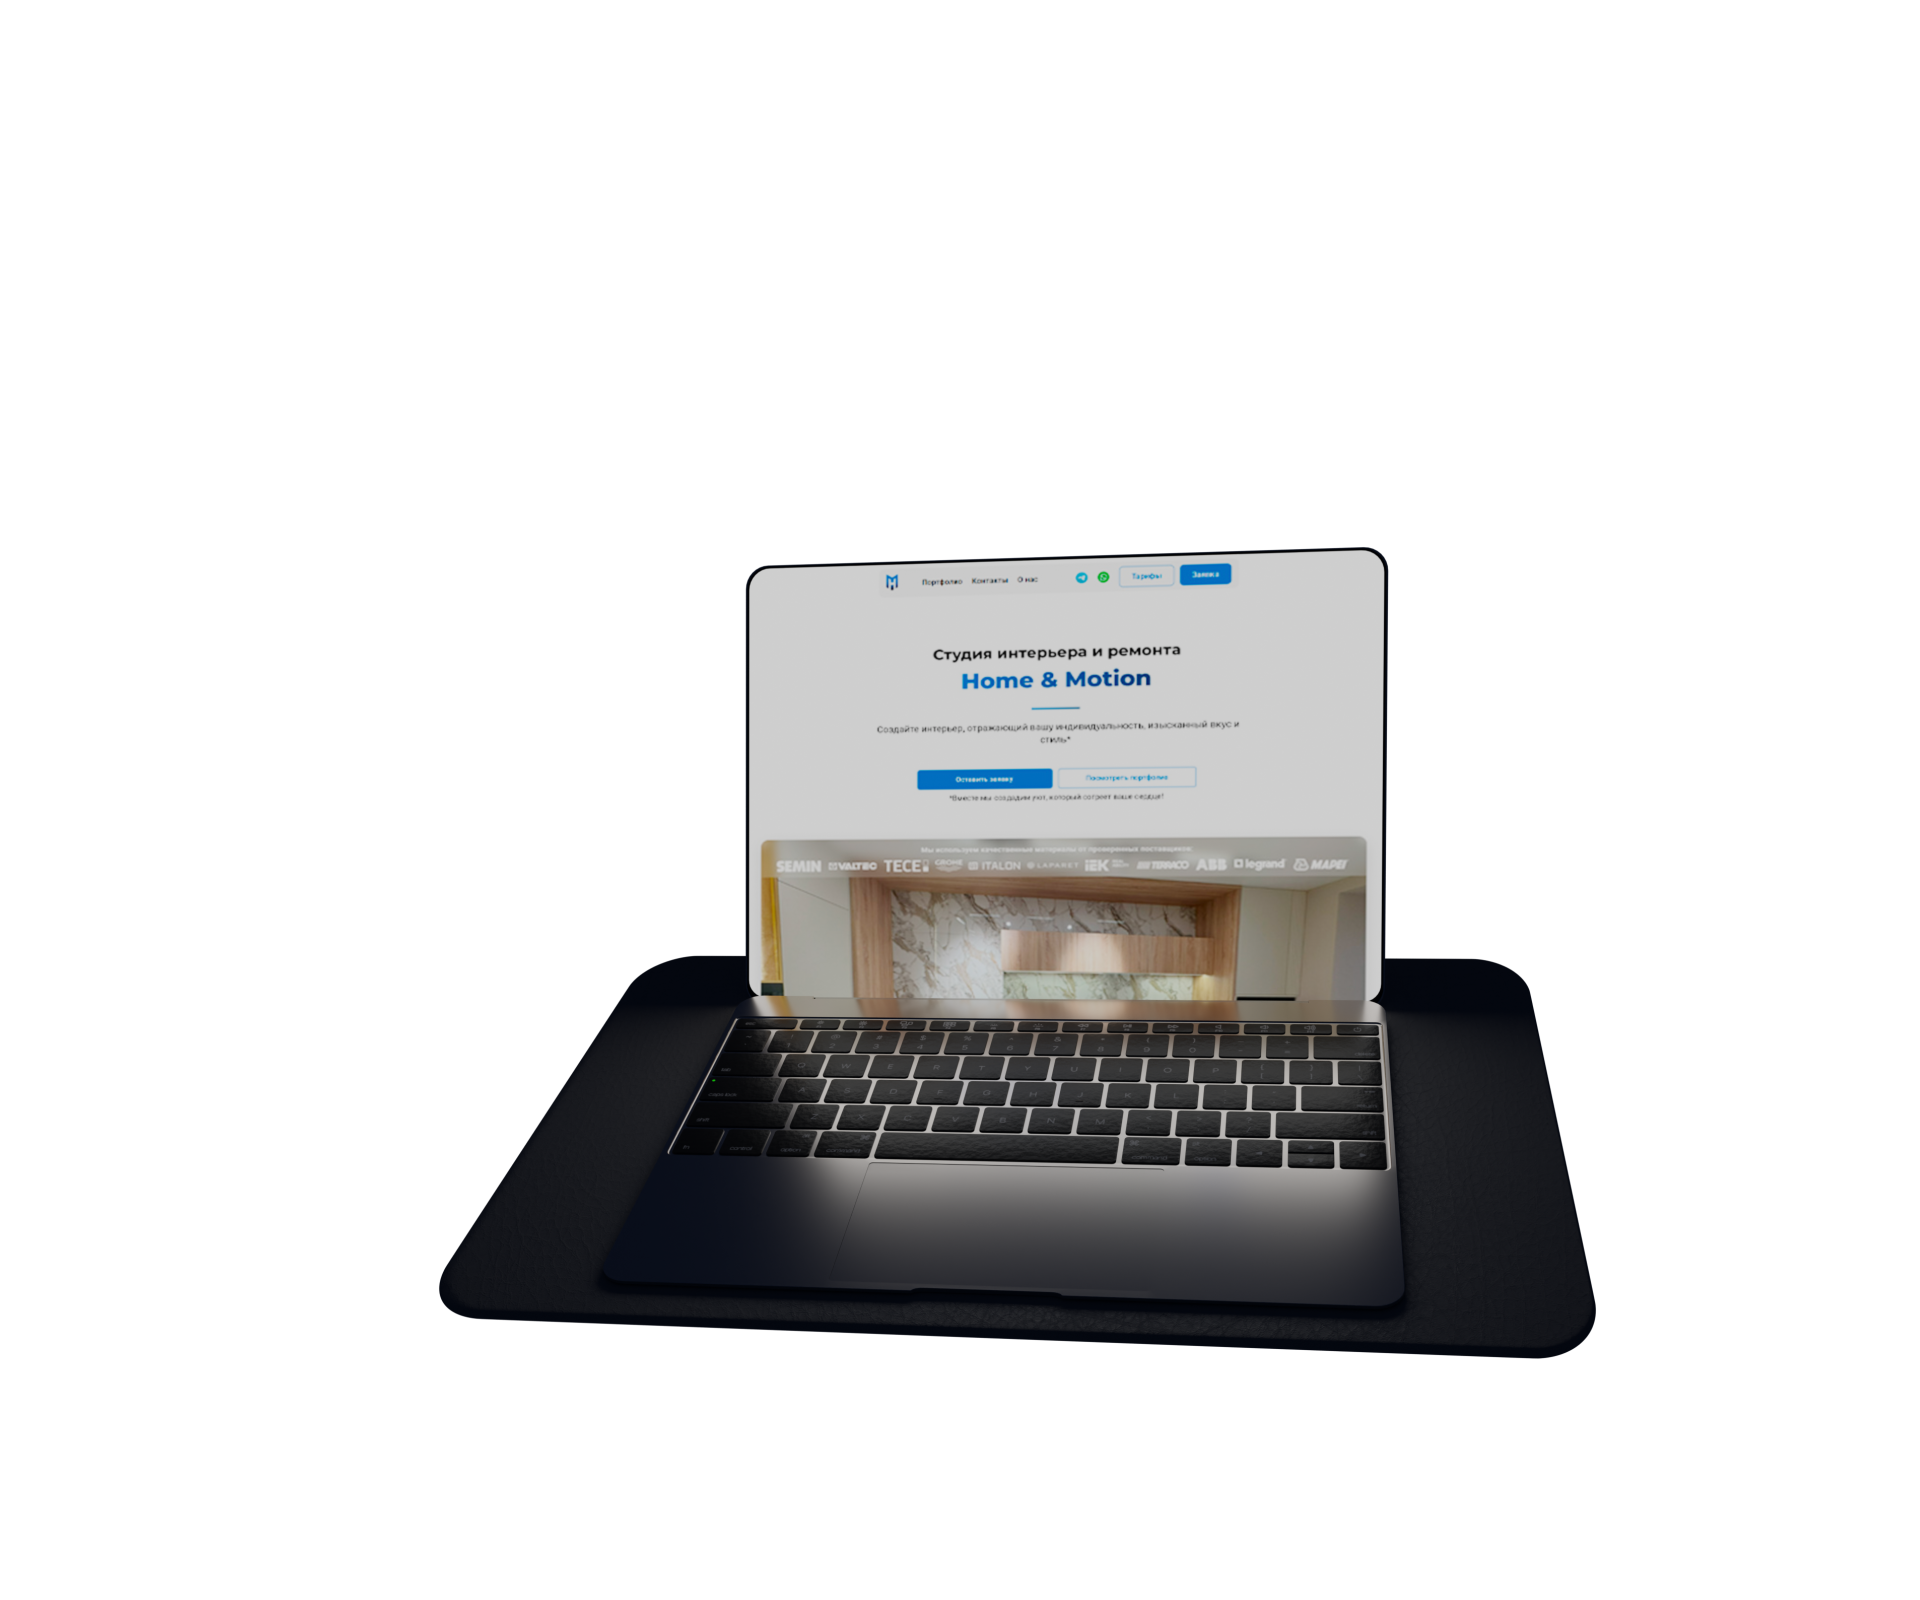 Портфолио Контакты О нас Тарифы Заявка
Студия интерьера и ремонта
Home & Motion
Создайте интерьер, отражающий вашу индивидуальность, изысканный вкус и
стиль*
Оставить заявку Посмотреть портфолио
*Вместе мы создадим уют, который согреет ваше сердце!
Мы используем качественные материалы от проверенных поставщиков
SEMIN VALTEC TECE GROHE ITALON LAPARET IEK TERRACO ABB legrand MAPEI